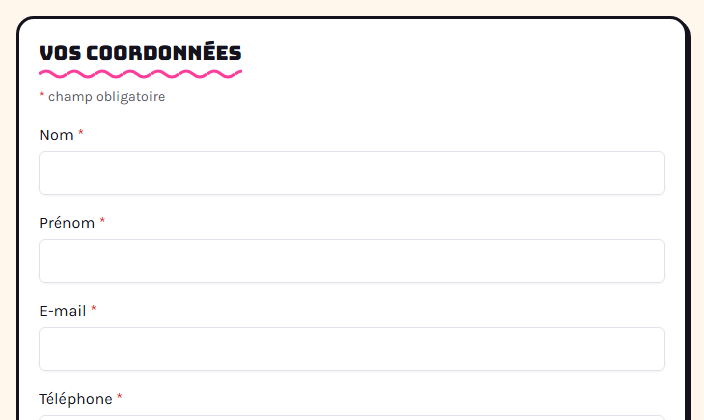 VOS COORDONNÉES
* champ obligatoire
Nom *
Prénom *
E-mail *
Téléphone *